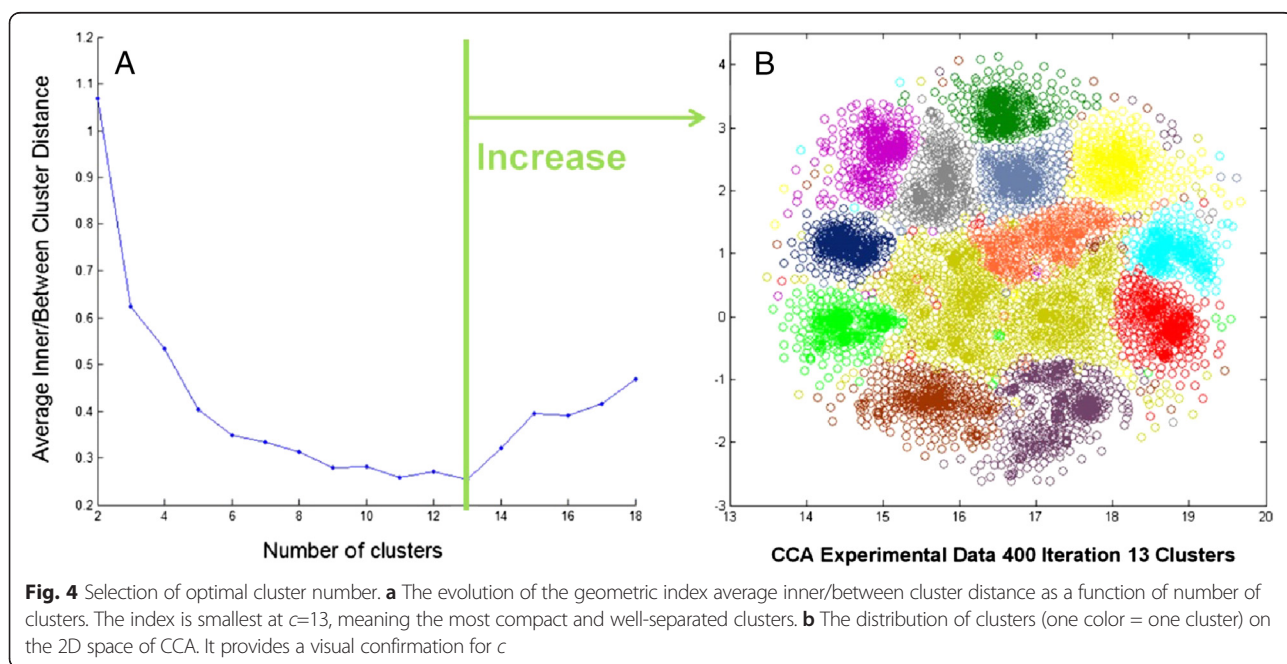 A
1.2
1.1
1
0.9
0.8
0.7
0.6
0.5
0.4
0.3
0.2
2 4 6 8 10 12 14 16 18
Average Inner/Between Cluster Distance
Number of clusters
Increase
B
4
3
2
1
0
-1
-2
-3
13 14 15 16 17 18 19 20
CCA Experimental Data 400 Iteration 13 Clusters
Fig. 4 Selection of optimal cluster number. a The evolution of the geometric index average inner/between cluster distance as a function of number of
clusters. The index is smallest at c=13, meaning the most compact and well-separated clusters. b The distribution of clusters (one color = one cluster) on
the 2D space of CCA. It provides a visual confirmation for c